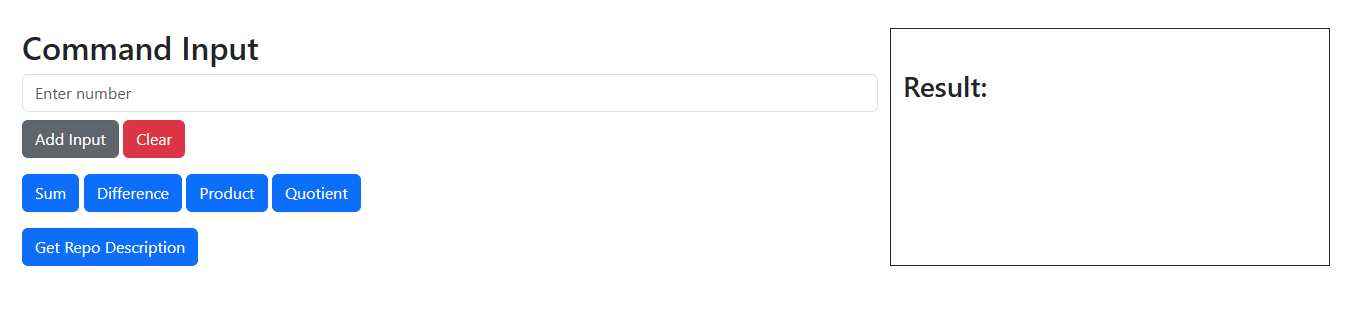 Command Input
Enter number
Add Input Clear
Sum Difference Product Quotient
Get Repo Description
Result: